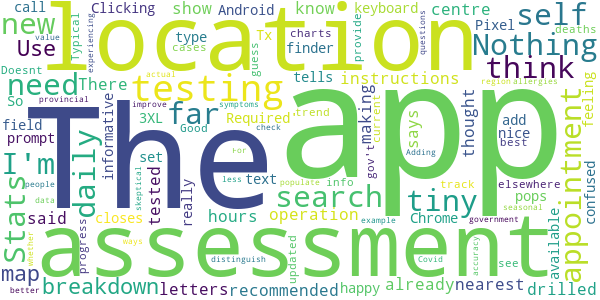 call Clicking show Android know keyboard centre self
new Typical experiencing location Pixel Nothing
Use value cases type guess Tx finder charts provide questions deaths
need There testing instructions think
Doesnt actual region allergies
So provincial far tells Required trend making
field informative The app 3XL improve symptoms Good check gov't current says thought add nice best feeling
prompt set For
I'm daily people tested really less text search tiny elsewhere appointment
Stats data skeptical Adding populate info track pops
said closes hours operation Chrome available confused
map progress whether assessment example government seasonal
breakdown ways updated distinguish Covid accuracy see
better letters recommended happy already nearest drilled